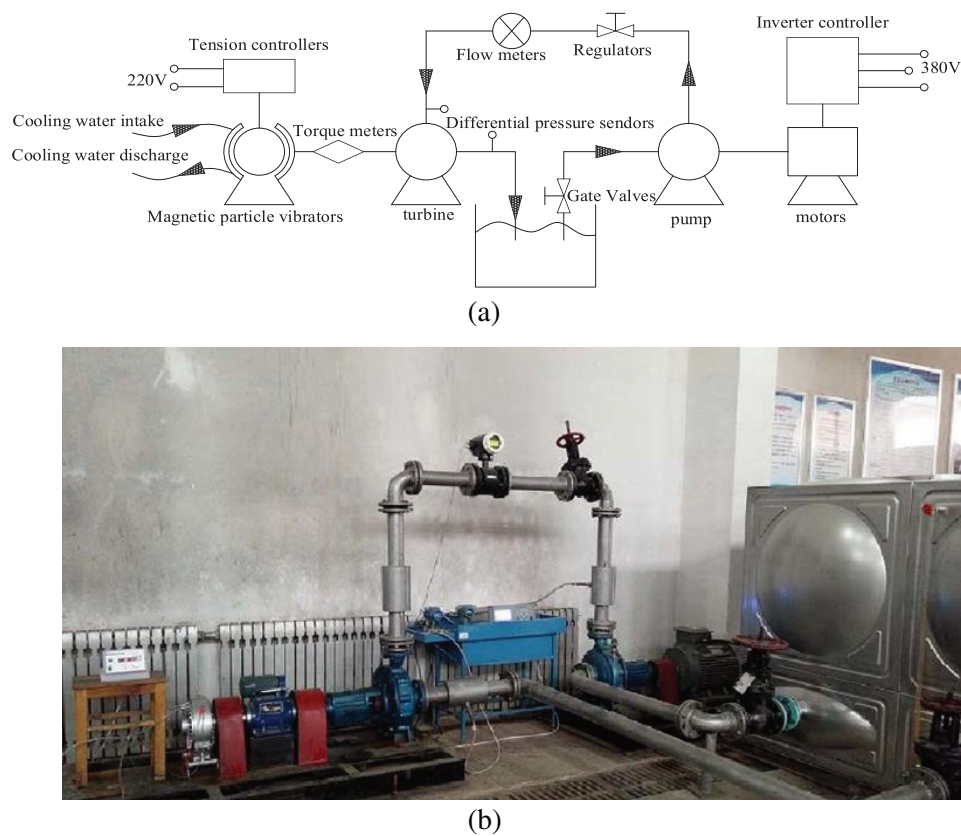 Inverter controller
Tension controllers
Flow meters
Regulators
220V
380V
Cooling water intake
Torque meters
Differential pressure sendors
Cooling water discharge
Gate Valves
Magnetic particle vibrators
turbine
pump
motors
(a)
(b)